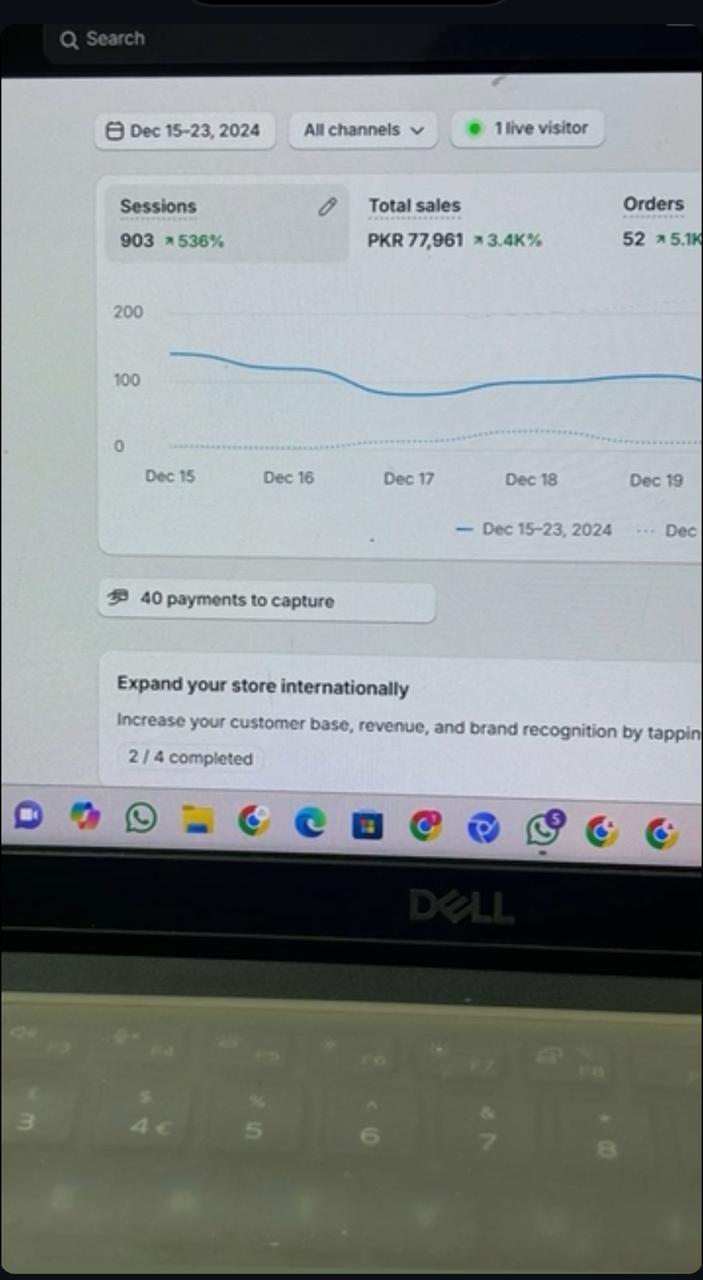 Search
Dec 15–23, 2024 All channels 1 live visitor
Sessions Total sales Orders
903 536% PKR 77,961 3.4K% 52 5.1K
200
100
0
Dec 15 Dec 16 Dec 17 Dec 18 Dec 19
Dec 15–23, 2024 Dec
40 payments to capture
Expand your store internationally
Increase your customer base, revenue, and brand recognition by tappin
2 / 4 completed
5
DELL
F3 F4 F5 F6 F7 F8
£ $ % ^ & *
3 4 € 5 6 7 8